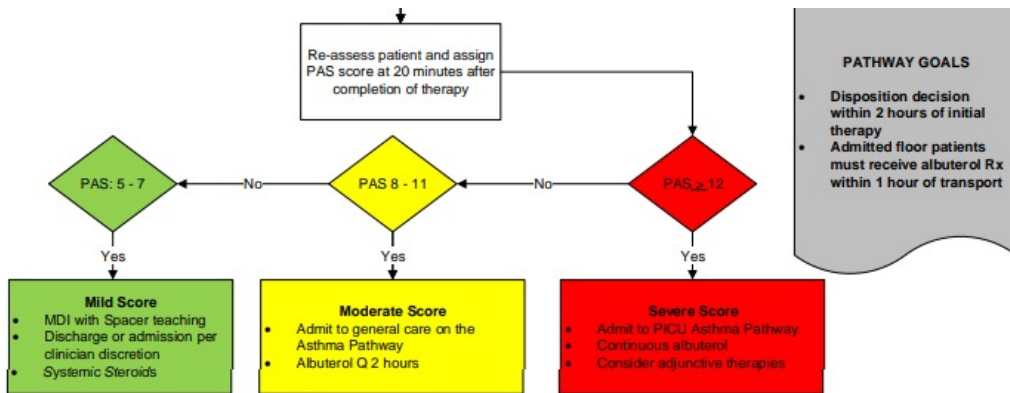 Re-assess patient and assign
PAS score at 20 minutes after
completion of therapy
PATHWAY GOALS
• Disposition decision
within 2 hours of initial
therapy
• Admitted floor patients
must receive albuterol Rx
within 1 hour of transport
PAS: 5 - 7
No
PAS 8 - 11
No
PAS ≥ 12
Yes
Yes
Yes
Mild Score
• MDI with Spacer teaching
• Discharge or admission per
clinician discretion
• Systemic Steroids
Moderate Score
• Admit to general care on the
Asthma Pathway
• Albuterol Q 2 hours
Severe Score
• Admit to PICU Asthma Pathway
• Continuous albuterol
• Consider adjunctive therapies